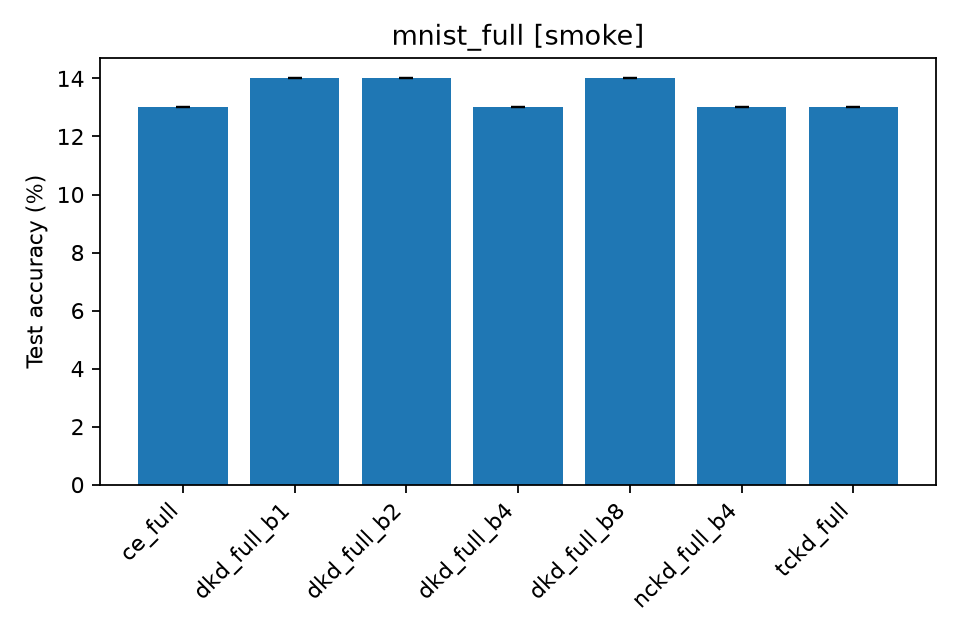 mnist_full [smoke]
Test accuracy (%)
14
12
10
8
6
4
2
0
ce_full
dkd_full_b1
dkd_full_b2
dkd_full_b4
dkd_full_b8
nckd_full_b4
tckd_full